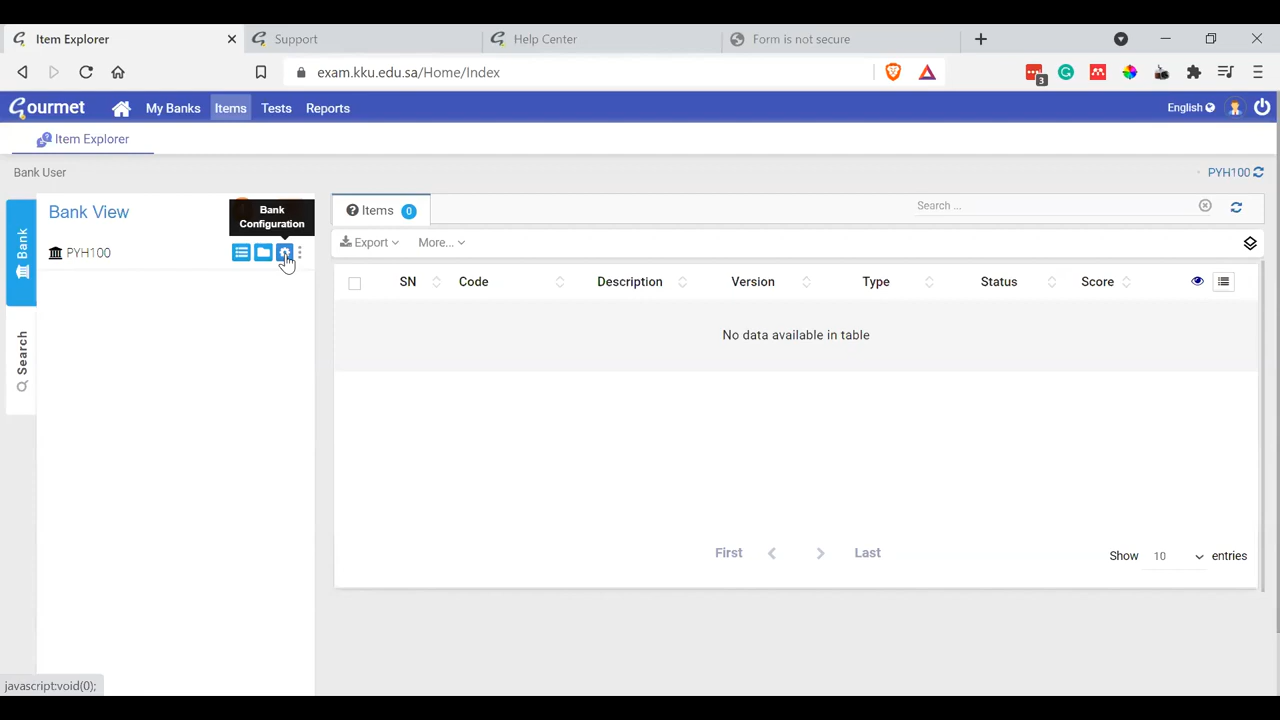 Item Explorer
Support
Help Center
Form is not secure
exam.kku.edu.sa/Home/Index
3
Gourmet
My Banks
Items
Tests
Reports
English
Item Explorer
Bank User
PYH100
Bank
Search
Bank View
Bank
Configuration
PYH100
Items 0
Search ...
Export
More...
SN
Code
Description
Version
Type
Status
Score
No data available in table
First
Last
Show 10 entries
javascript:void(0);